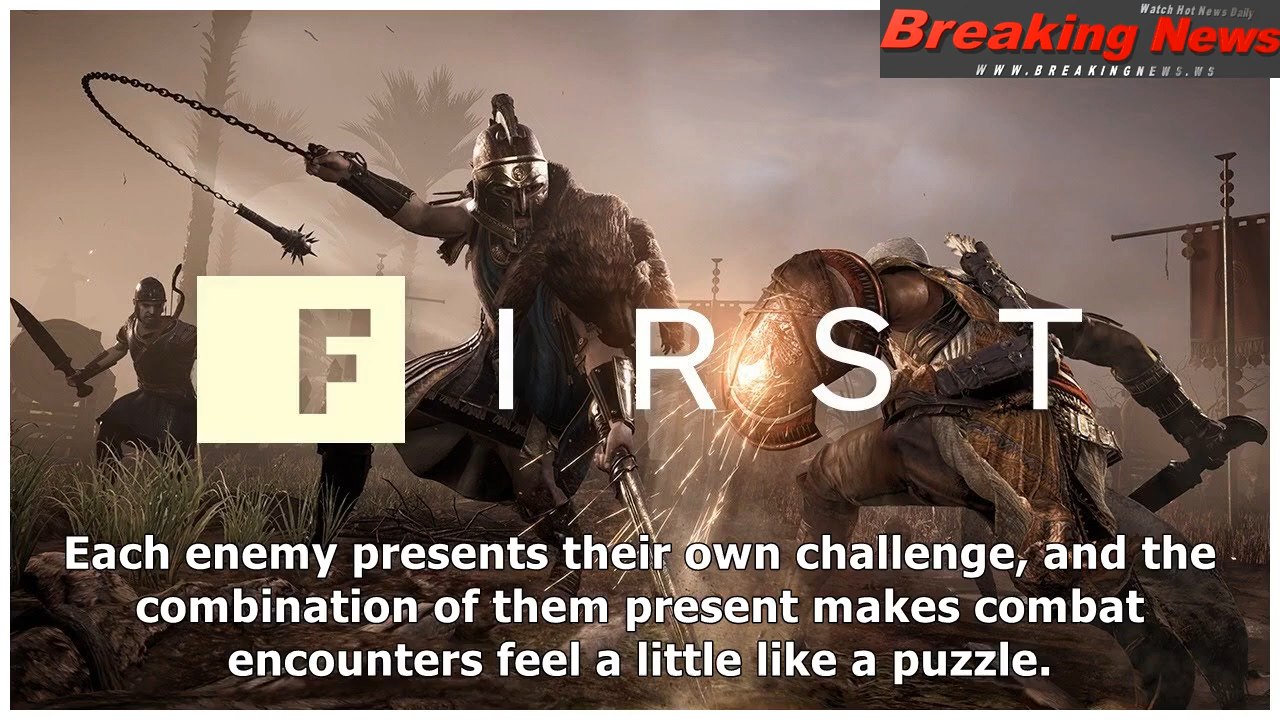 Watch Hot News Daily
Breaking News
WWW.BREAKINGNEWS.WS
FIRST
Each enemy presents their own challenge, and the
combination of them present makes combat
encounters feel a little like a puzzle.